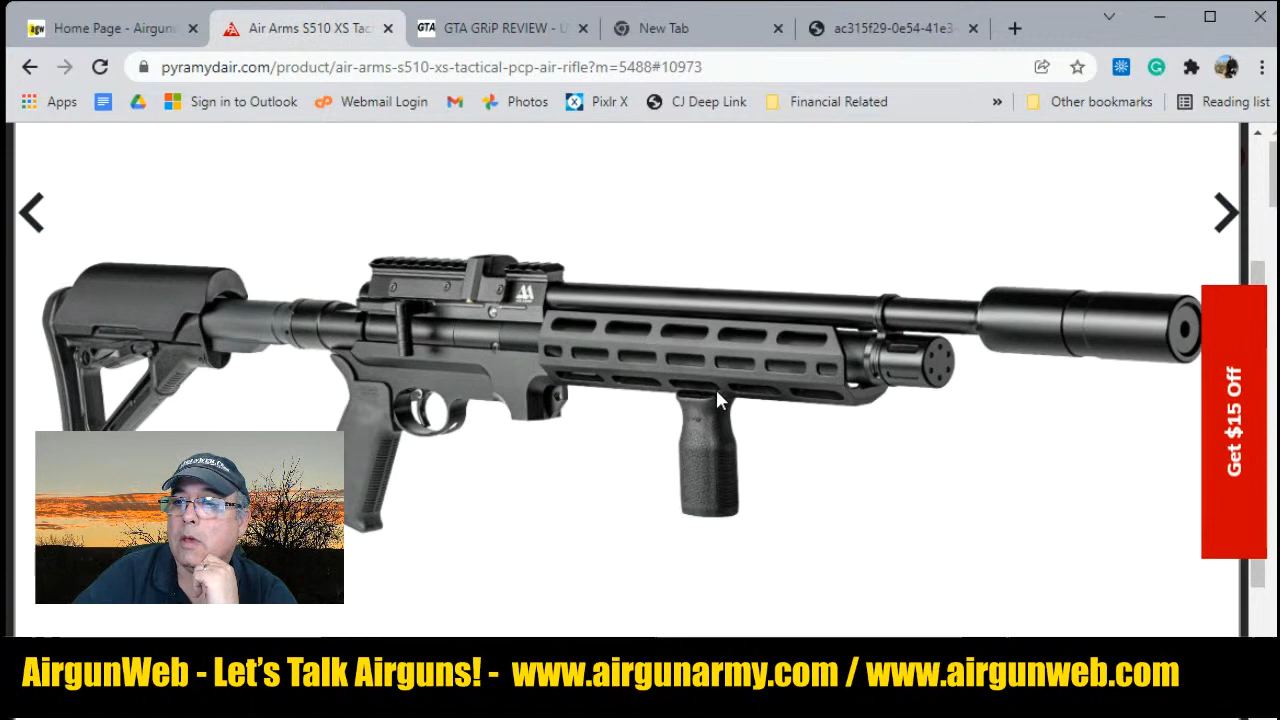 agw Home Page - Airgun
Air Arms S510 XS Tac
GTA GTA GRiP REVIEW - U
New Tab
ac315f29-0e54-41e3
pyramydair.com/product/air-arms-s510-xs-tactical-pcp-air-rifle?m=5488#10973
Apps
Sign in to Outlook
Webmail Login
Photos
Pixlr X
CJ Deep Link
Financial Related
»
Other bookmarks
Reading list
Get $15 Off
AirgunWeb - Let's Talk Airguns! - www.airgunarmy.com / www.airgunweb.com